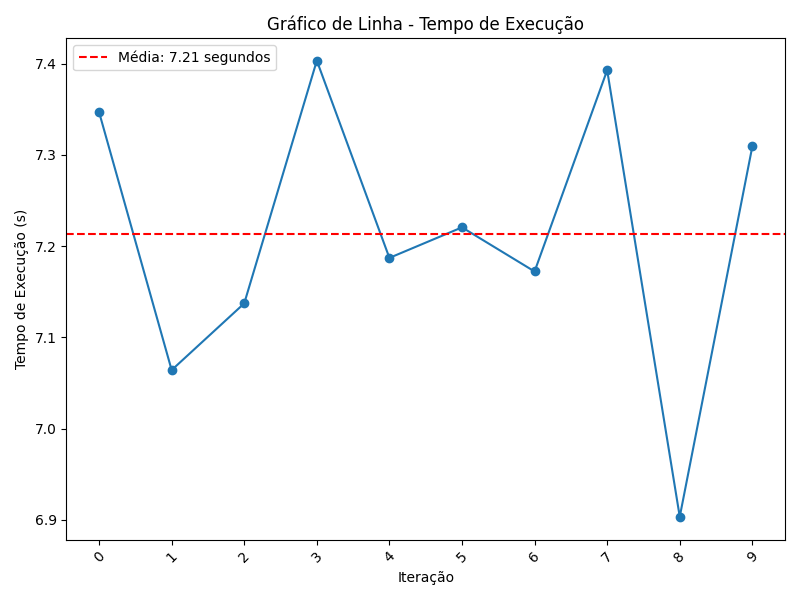 Gráfico de Linha - Tempo de Execução
Média: 7.21 segundos
7.4
7.3
7.2
7.1
7.0
6.9
Tempo de Execução (s)
0 1 2 3 4 5 6 7 8 9
Iteração